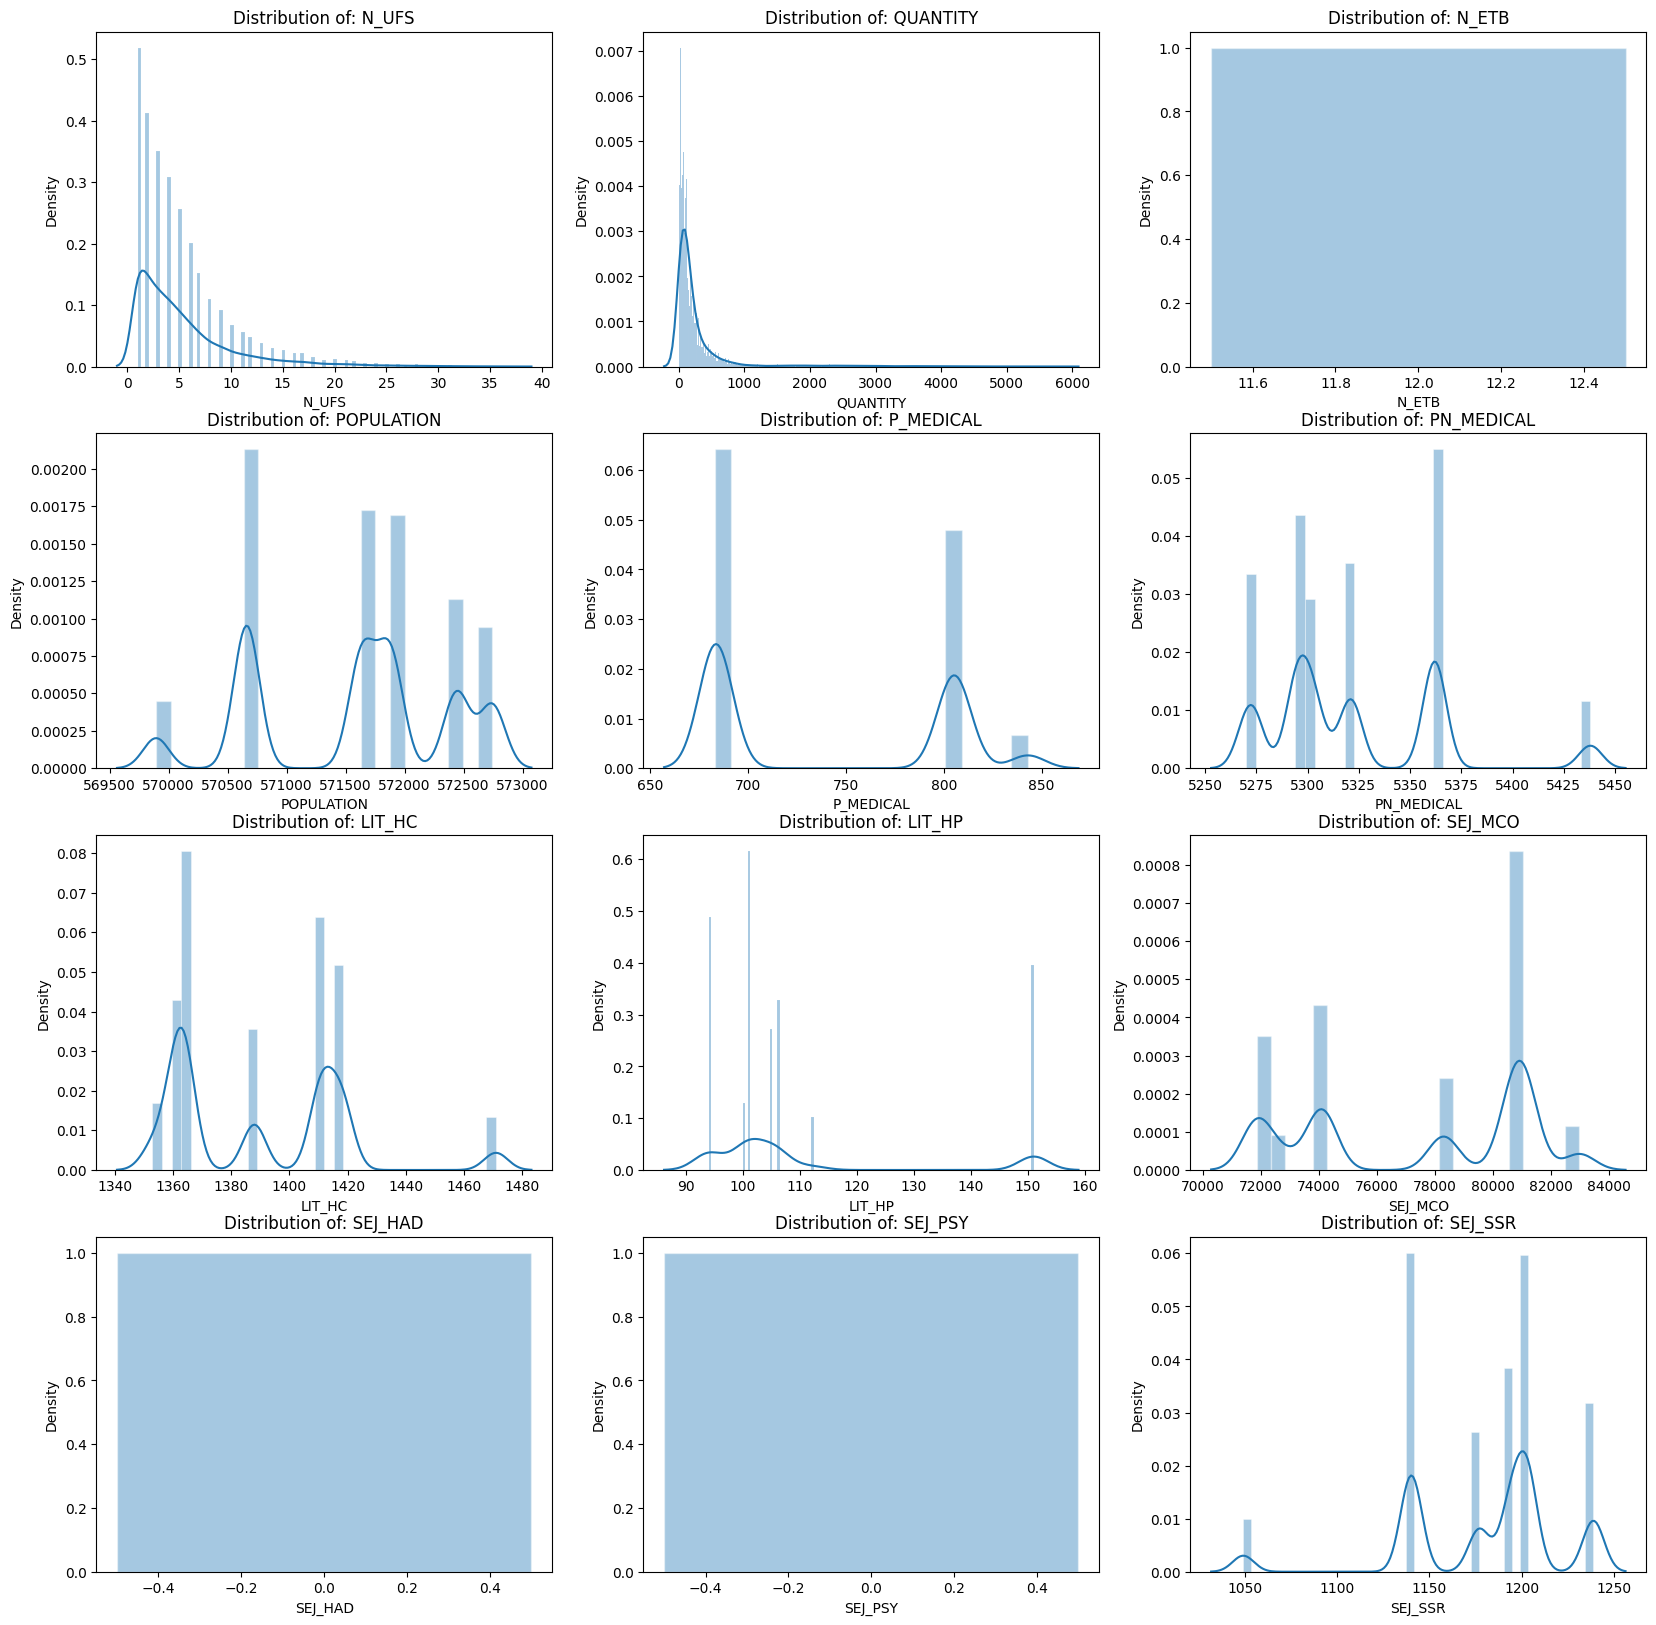 Distribution of: N_UFS
Distribution of: QUANTITY
Distribution of: N_ETB
0.5
0.4
0.3
0.2
0.1
0.0
Density
0 5 10 15 20 25 30 35 40
N_UFS
0.007
0.006
0.005
0.004
0.003
0.002
0.001
0.000
Density
0 1000 2000 3000 4000 5000 6000
QUANTITY
1.0
0.8
0.6
0.4
0.2
0.0
Density
11.6 11.8 12.0 12.2 12.4
N_ETB
Distribution of: POPULATION
Distribution of: P_MEDICAL
Distribution of: PN_MEDICAL
0.00200
0.00175
0.00150
0.00125
0.00100
0.00075
0.00050
0.00025
0.00000
Density
569500 570000 570500 571000 571500 572000 572500 573000
POPULATION
0.06
0.05
0.04
0.03
0.02
0.01
0.00
Density
650 700 750 800 850
P_MEDICAL
0.05
0.04
0.03
0.02
0.01
0.00
Density
5250 5275 5300 5325 5350 5375 5400 5425 5450
PN_MEDICAL
Distribution of: LIT_HC
Distribution of: LIT_HP
Distribution of: SEJ_MCO
0.08
0.07
0.06
0.05
0.04
0.03
0.02
0.01
0.00
Density
1340 1360 1380 1400 1420 1440 1460 1480
LIT_HC
0.6
0.5
0.4
0.3
0.2
0.1
0.0
Density
90 100 110 120 130 140 150 160
LIT_HP
0.0008
0.0007
0.0006
0.0005
0.0004
0.0003
0.0002
0.0001
0.0000
Density
70000 72000 74000 76000 78000 80000 82000 84000
SEJ_MCO
Distribution of: SEJ_HAD
Distribution of: SEJ_PSY
Distribution of: SEJ_SSR
1.0
0.8
0.6
0.4
0.2
0.0
Density
−0.4 −0.2 0.0 0.2 0.4
SEJ_HAD
1.0
0.8
0.6
0.4
0.2
0.0
Density
−0.4 −0.2 0.0 0.2 0.4
SEJ_PSY
0.06
0.05
0.04
0.03
0.02
0.01
0.00
Density
1050 1100 1150 1200 1250
SEJ_SSR